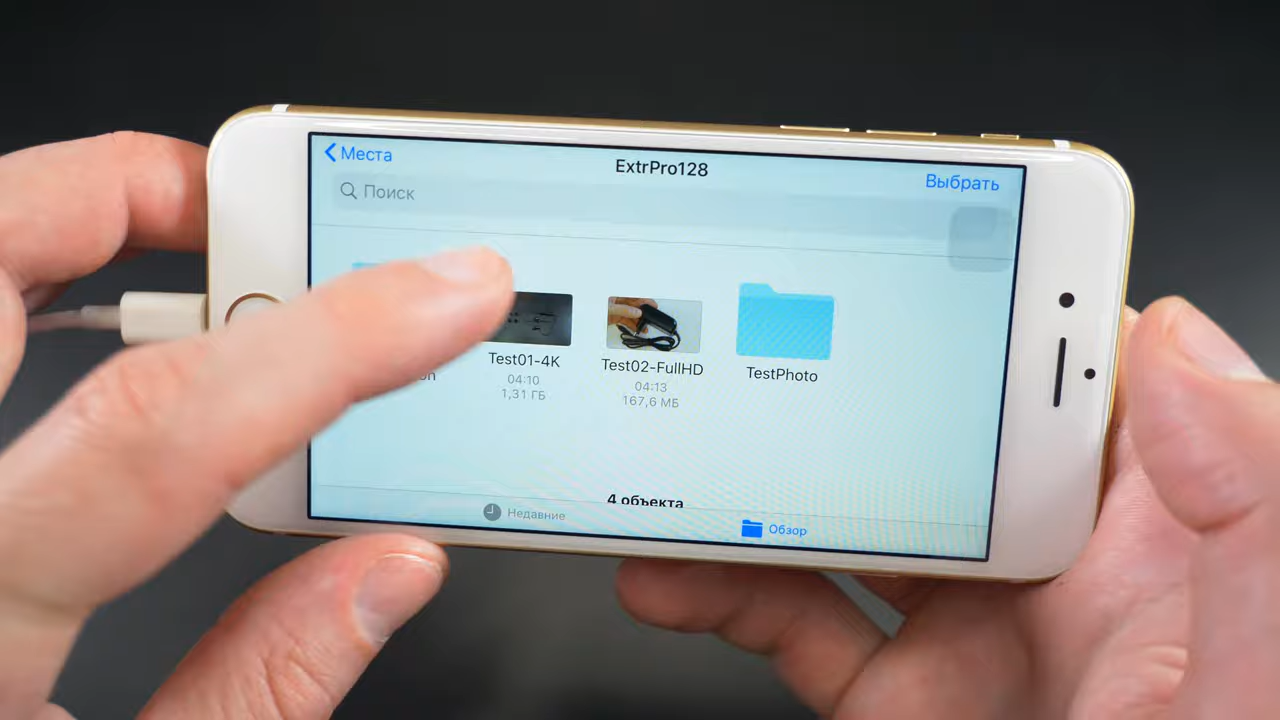 Места
ExtrPro128
Выбрать
Поиск
Test01-4K
04:10
1,31 ГБ
Test02-FullHD
04:13
167,6 МБ
TestPhoto
4 объекта
Недавние
Обзор